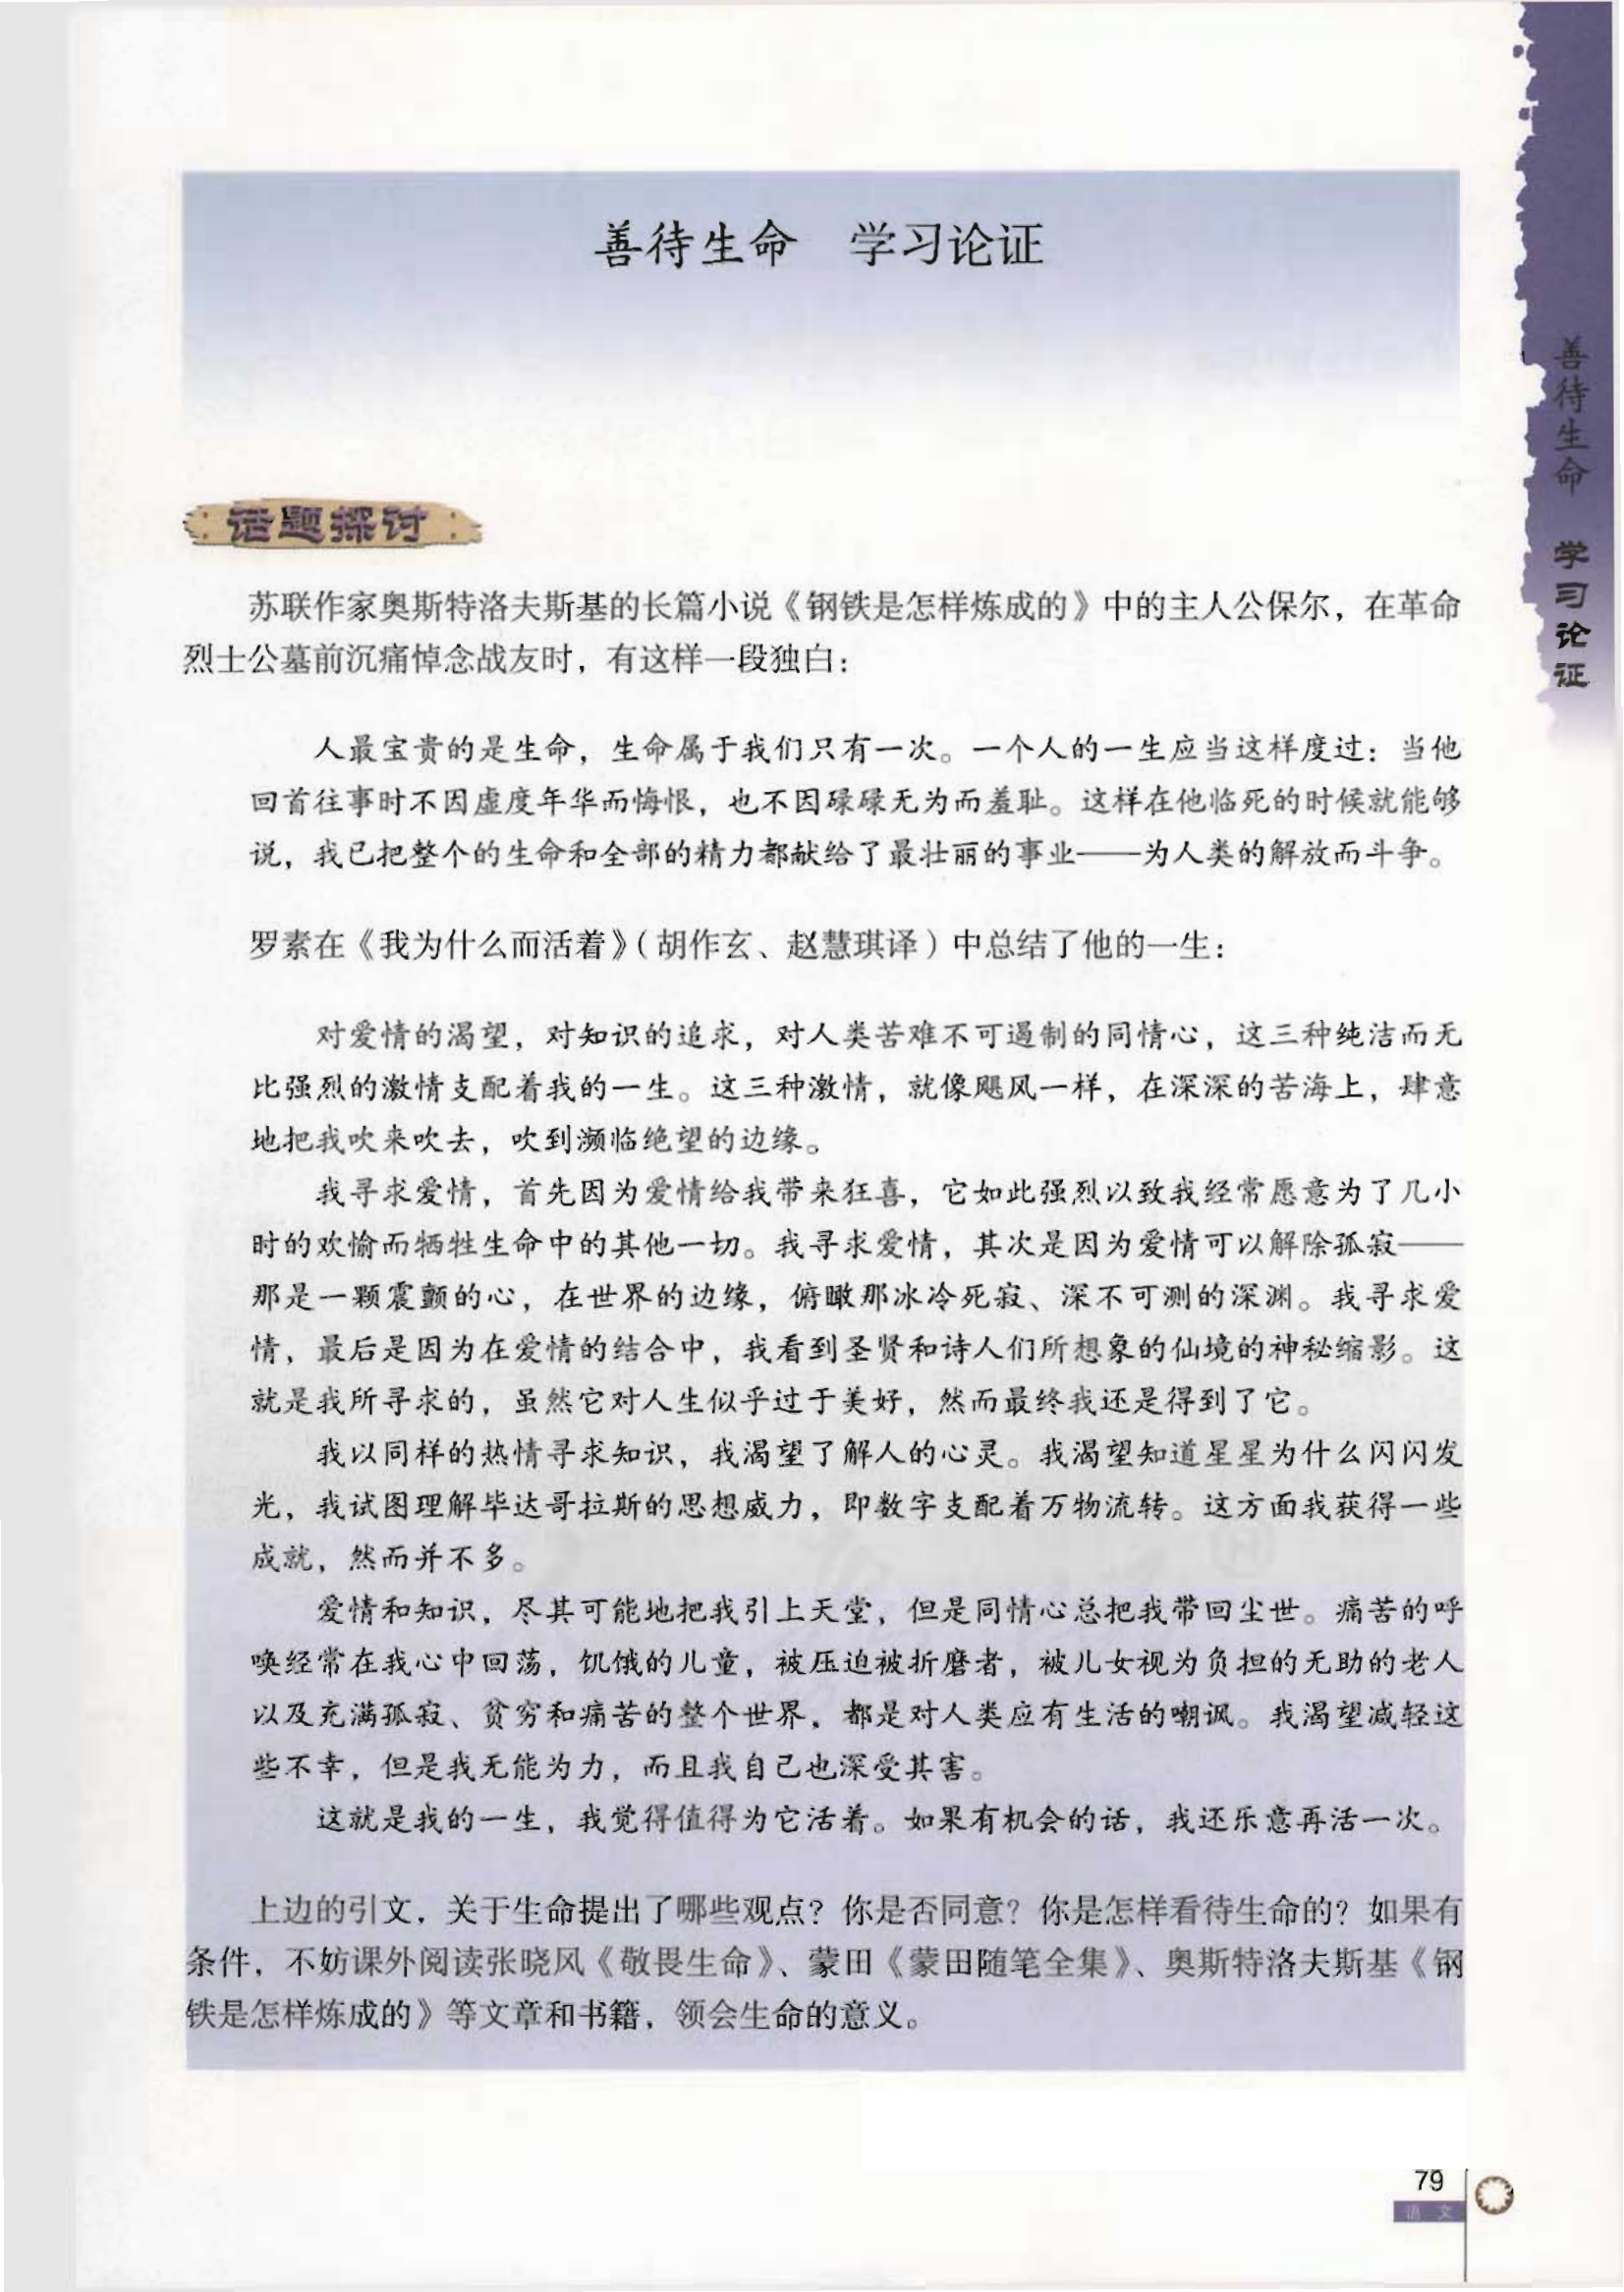 善待生命　学习论证
话题探讨
苏联作家奥斯特洛夫斯基的长篇小说《钢铁是怎样炼成的》中的主人公保尔，在革命
烈士公墓前沉痛悼念战友时，有这样一段独白：
人最宝贵的是生命，生命属于我们只有一次。一个人的一生应当这样度过：当他
回首往事时不因虚度年华而悔恨，也不因碌碌无为而羞耻。这样在他临死的时候就能够
说，我已把整个的生命和全部的精力都献给了最壮丽的事业——为人类的解放而斗争。
罗素在《我为什么而活着》（胡作玄、赵慧琪译）中总结了他的一生：
对爱情的渴望，对知识的追求，对人类苦难不可遏制的同情心，这三种纯洁而无
比强烈的激情支配着我的一生。这三种激情，就像飓风一样，在深深的苦海上，肆意
地把我吹来吹去，吹到濒临绝望的边缘。
我寻求爱情，首先因为爱情给我带来狂喜，它如此强烈以致我经常愿意为了几小
时的欢愉而牺牲生命中的其他一切。我寻求爱情，其次是因为爱情可以解除孤寂——
那是一颗震颤的心，在世界的边缘，俯瞰那冰冷死寂、深不可测的深渊。我寻求爱
情，最后是因为在爱情的结合中，我看到圣贤和诗人们所想象的仙境的神秘缩影。这
就是我所寻求的，虽然它对人生似乎过于美好，然而最终我还是得到了它。
我以同样的热情寻求知识，我渴望了解人的心灵。我渴望知道星星为什么闪闪发
光，我试图理解毕达哥拉斯的思想威力，即数字支配着万物流转。这方面我获得一些
成就，然而并不多。
爱情和知识，尽其可能地把我引上天堂，但是同情心总把我带回尘世。痛苦的呼
唤经常在我心中回荡，饥饿的儿童，被压迫被折磨者，被儿女视为负担的无助的老人
以及充满孤寂、贫穷和痛苦的整个世界，都是对人类应有生活的嘲讽。我渴望减轻这
些不幸，但是我无能为力，而且我自己也深受其害。
这就是我的一生，我觉得值得为它活着。如果有机会的话，我还乐意再活一次。
上边的引文，关于生命提出了哪些观点？你是否同意？你是怎样看待生命的？如果有
条件，不妨课外阅读张晓风《敬畏生命》、蒙田《蒙田随笔全集》、奥斯特洛夫斯基《钢
铁是怎样炼成的》等文章和书籍，领会生命的意义。
善待生命　学习论证
79
语文